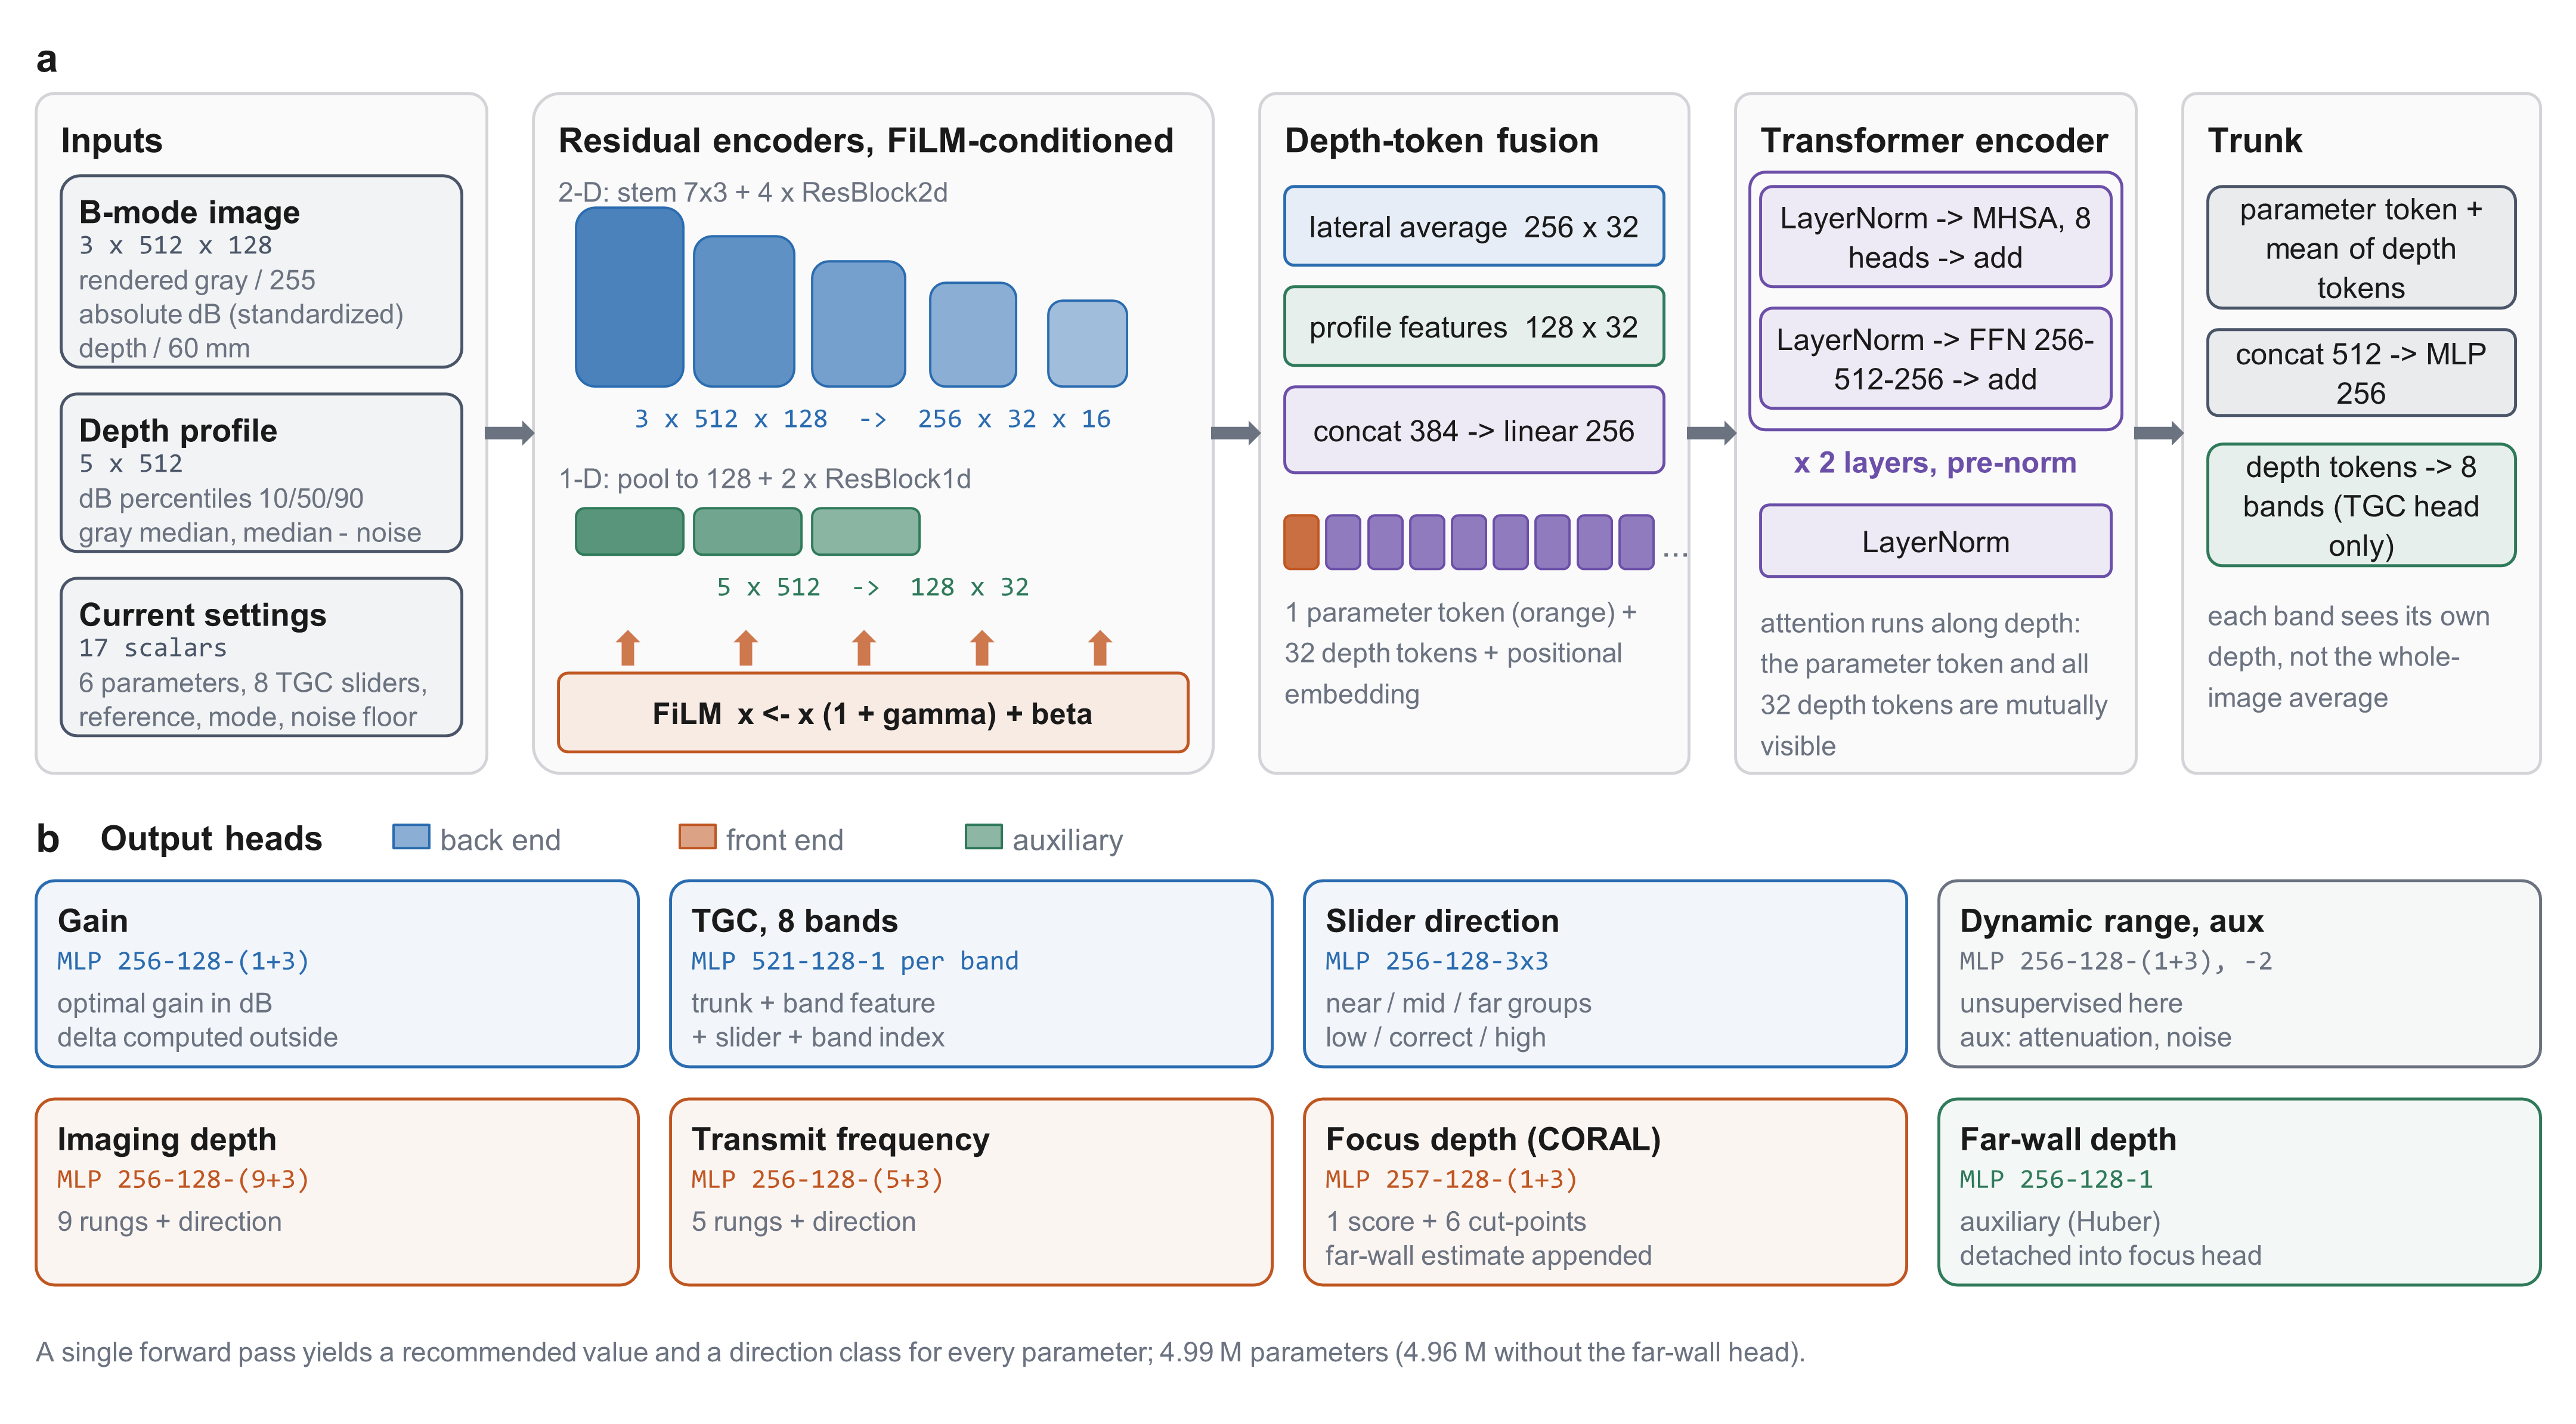 a
Inputs
B-mode image
3 x 512 x 128
rendered gray / 255
absolute dB (standardized)
depth / 60 mm
Depth profile
5 x 512
dB percentiles 10/50/90
gray median, median - noise
Current settings
17 scalars
6 parameters, 8 TGC sliders,
reference, mode, noise floor
Residual encoders, FiLM-conditioned
2-D: stem 7x3 + 4 x ResBlock2d
3 x 512 x 128 -> 256 x 32 x 16
1-D: pool to 128 + 2 x ResBlock1d
5 x 512 -> 128 x 32
FiLM x <- x (1 + gamma) + beta
Depth-token fusion
lateral average 256 x 32
profile features 128 x 32
concat 384 -> linear 256
...
1 parameter token (orange) +
32 depth tokens + positional
embedding
Transformer encoder
LayerNorm -> MHSA, 8
heads -> add
LayerNorm -> FFN 256-
512-256 -> add
x 2 layers, pre-norm
LayerNorm
attention runs along depth:
the parameter token and all
32 depth tokens are mutually
visible
Trunk
parameter token +
mean of depth
tokens
concat 512 -> MLP
256
depth tokens -> 8
bands (TGC head
only)
each band sees its own
depth, not the whole-
image average
b Output heads back end front end auxiliary
Gain
MLP 256-128-(1+3)
optimal gain in dB
delta computed outside
TGC, 8 bands
MLP 521-128-1 per band
trunk + band feature
+ slider + band index
Slider direction
MLP 256-128-3x3
near / mid / far groups
low / correct / high
Dynamic range, aux
MLP 256-128-(1+3), -2
unsupervised here
aux: attenuation, noise
Imaging depth
MLP 256-128-(9+3)
9 rungs + direction
Transmit frequency
MLP 256-128-(5+3)
5 rungs + direction
Focus depth (CORAL)
MLP 257-128-(1+3)
1 score + 6 cut-points
far-wall estimate appended
Far-wall depth
MLP 256-128-1
auxiliary (Huber)
detached into focus head
A single forward pass yields a recommended value and a direction class for every parameter; 4.99 M parameters (4.96 M without the far-wall head).